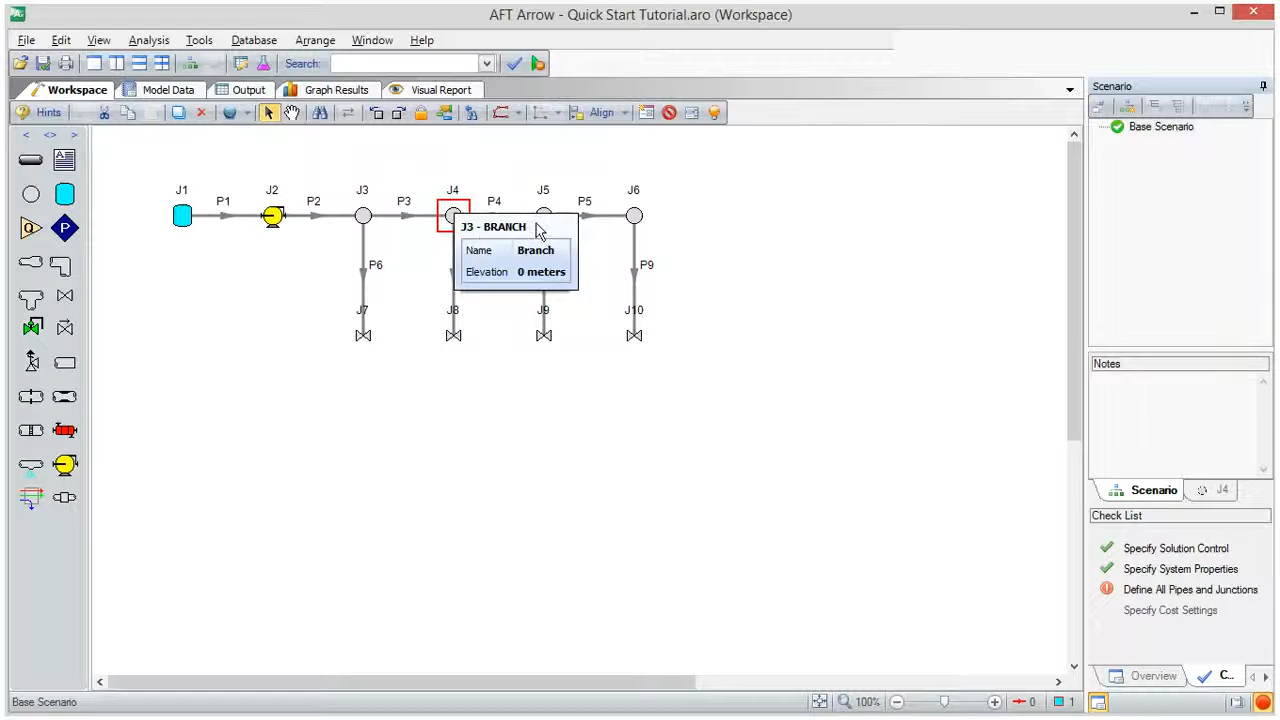 AFT Arrow - Quick Start Tutorial.aro (Workspace)
File Edit View Analysis Tools Database Arrange Window Help
Search:
Workspace Model Data Output Graph Results Visual Report
Hints Align
Scenario
Base Scenario
J1 J2 J3 J4 J5 J6
P1 P2 P3 P4 P5
J3 - BRANCH
Name Branch
Elevation 0 meters
P6 P9
J7 J8 J9 J10
Notes
Scenario J4
Check List
Specify Solution Control
Specify System Properties
Define All Pipes and Junctions
Specify Cost Settings
Overview C...
Base Scenario 100% 0 1